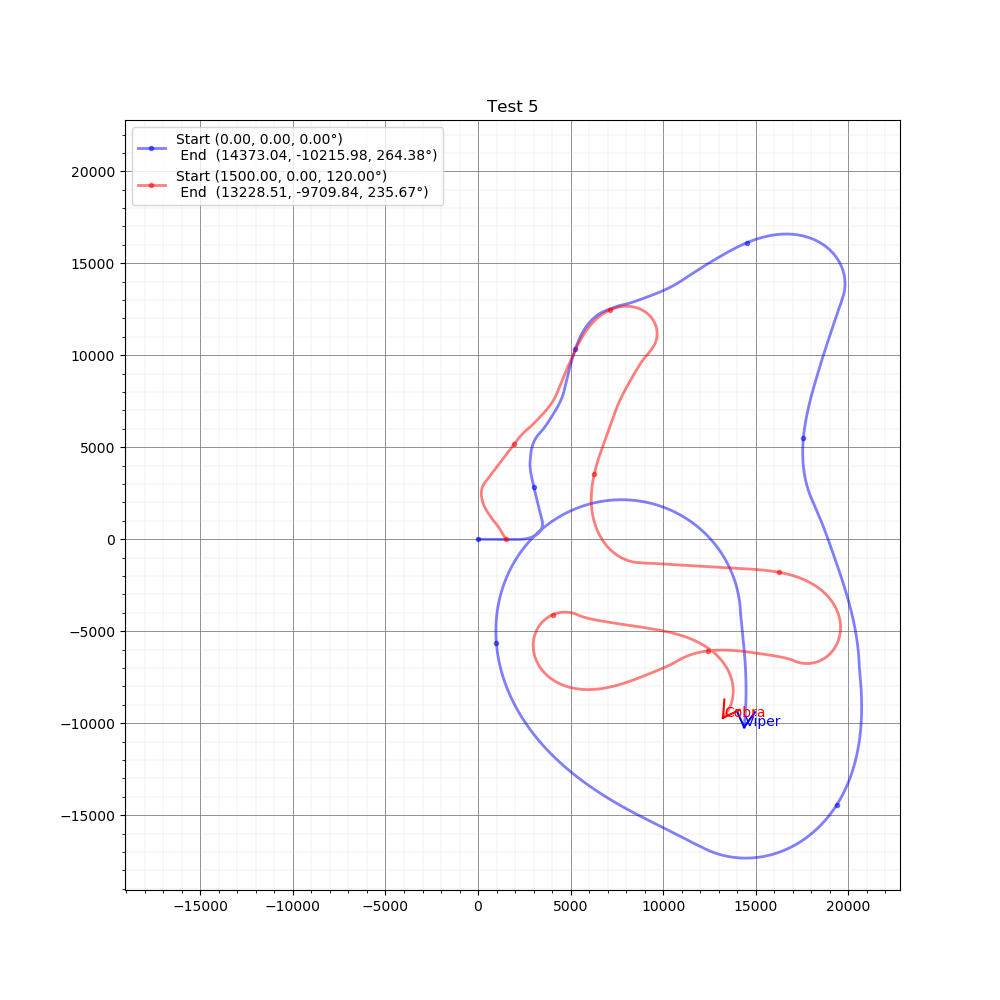 Test 5
Start (0.00, 0.00, 0.00°)
End  (14373.04, -10215.98, 264.38°)
Start (1500.00, 0.00, 120.00°)
End  (13228.51, -9709.84, 235.67°)
20000
15000
10000
5000
0
−5000
−10000
−15000
Cobra
Viper
−15000 −10000 −5000 0 5000 10000 15000 20000